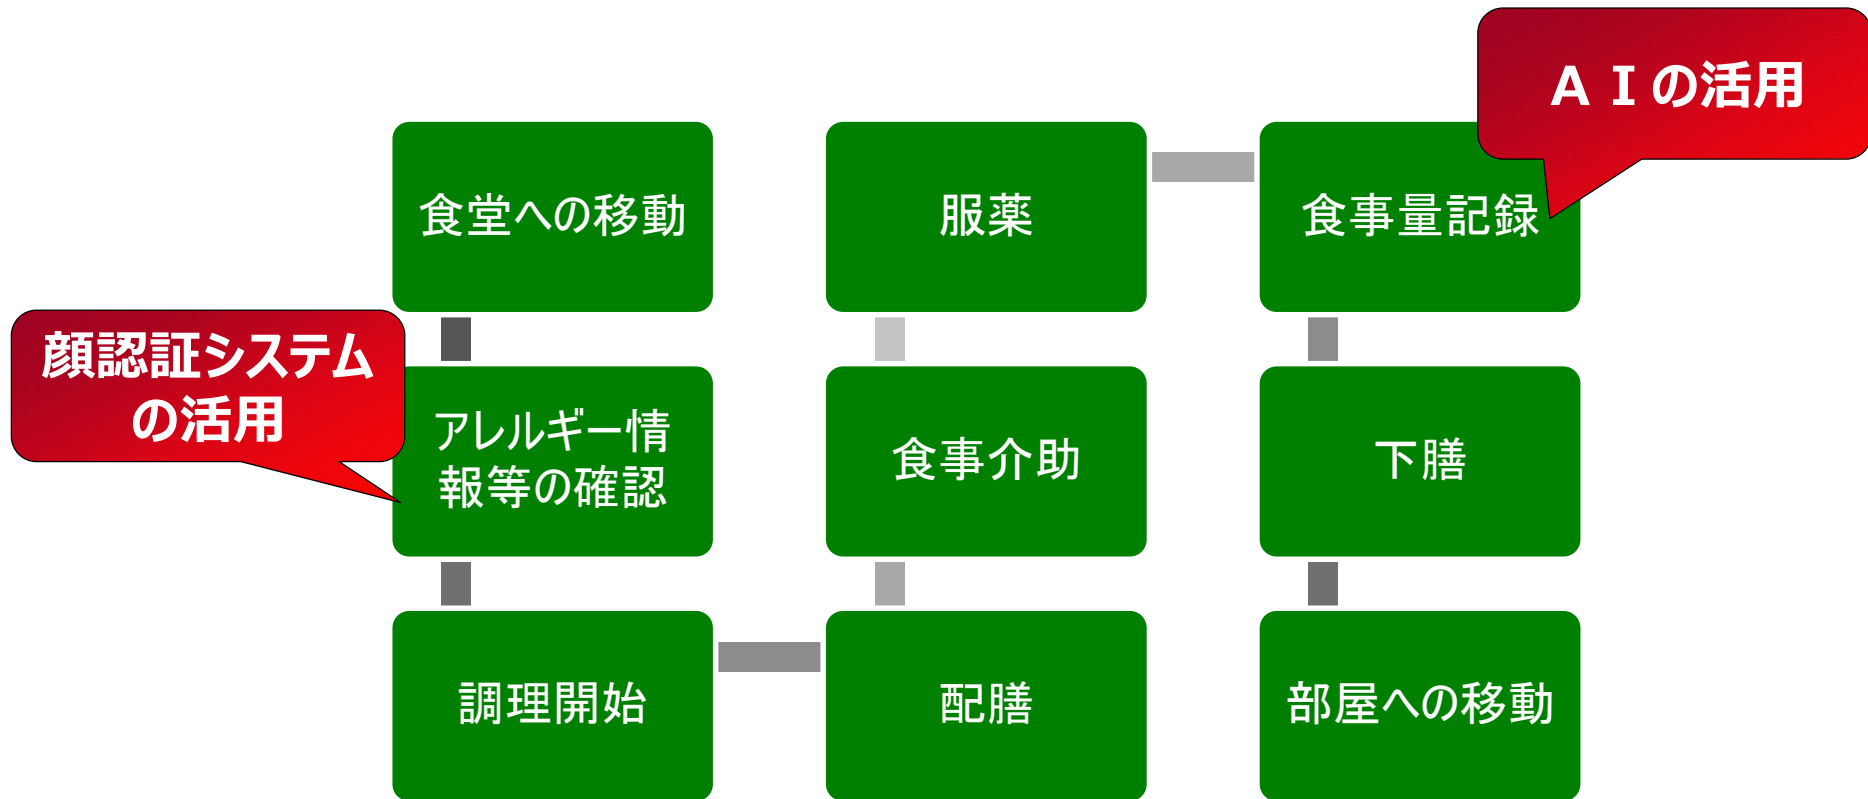 ＡＩの活用
食堂への移動
顔認証システム
の活用
アレルギー情
報等の確認
調理開始
配膳
食事介助
服薬
食事量記録
下膳
部屋への移動